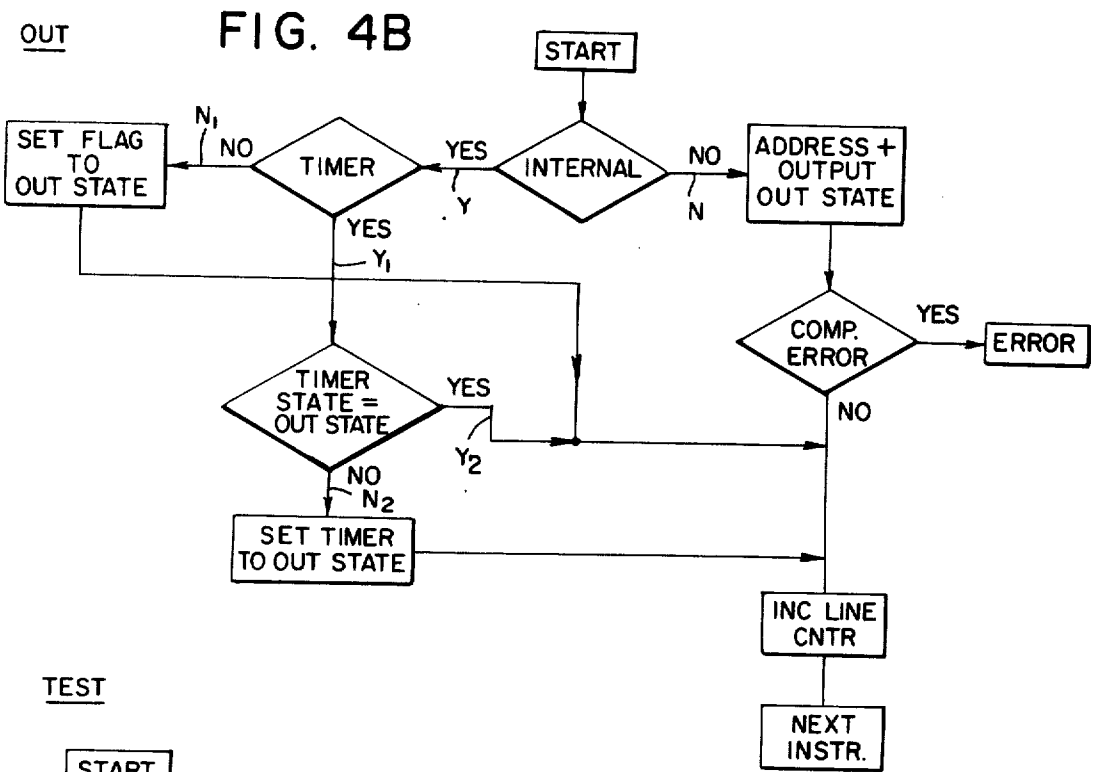 OUT
FIG. 4B
START
SET FLAG
TO
OUT STATE
N1
NO
TIMER
YES
Y
INTERNAL
NO
N
ADDRESS +
OUTPUT
OUT STATE
YES
Y1
COMP.
ERROR
YES
ERROR
NO
TIMER
STATE =
OUT STATE
YES
Y2
NO
N2
SET TIMER
TO OUT STATE
INC LINE
CNTR
NEXT
INSTR.
TEST
START